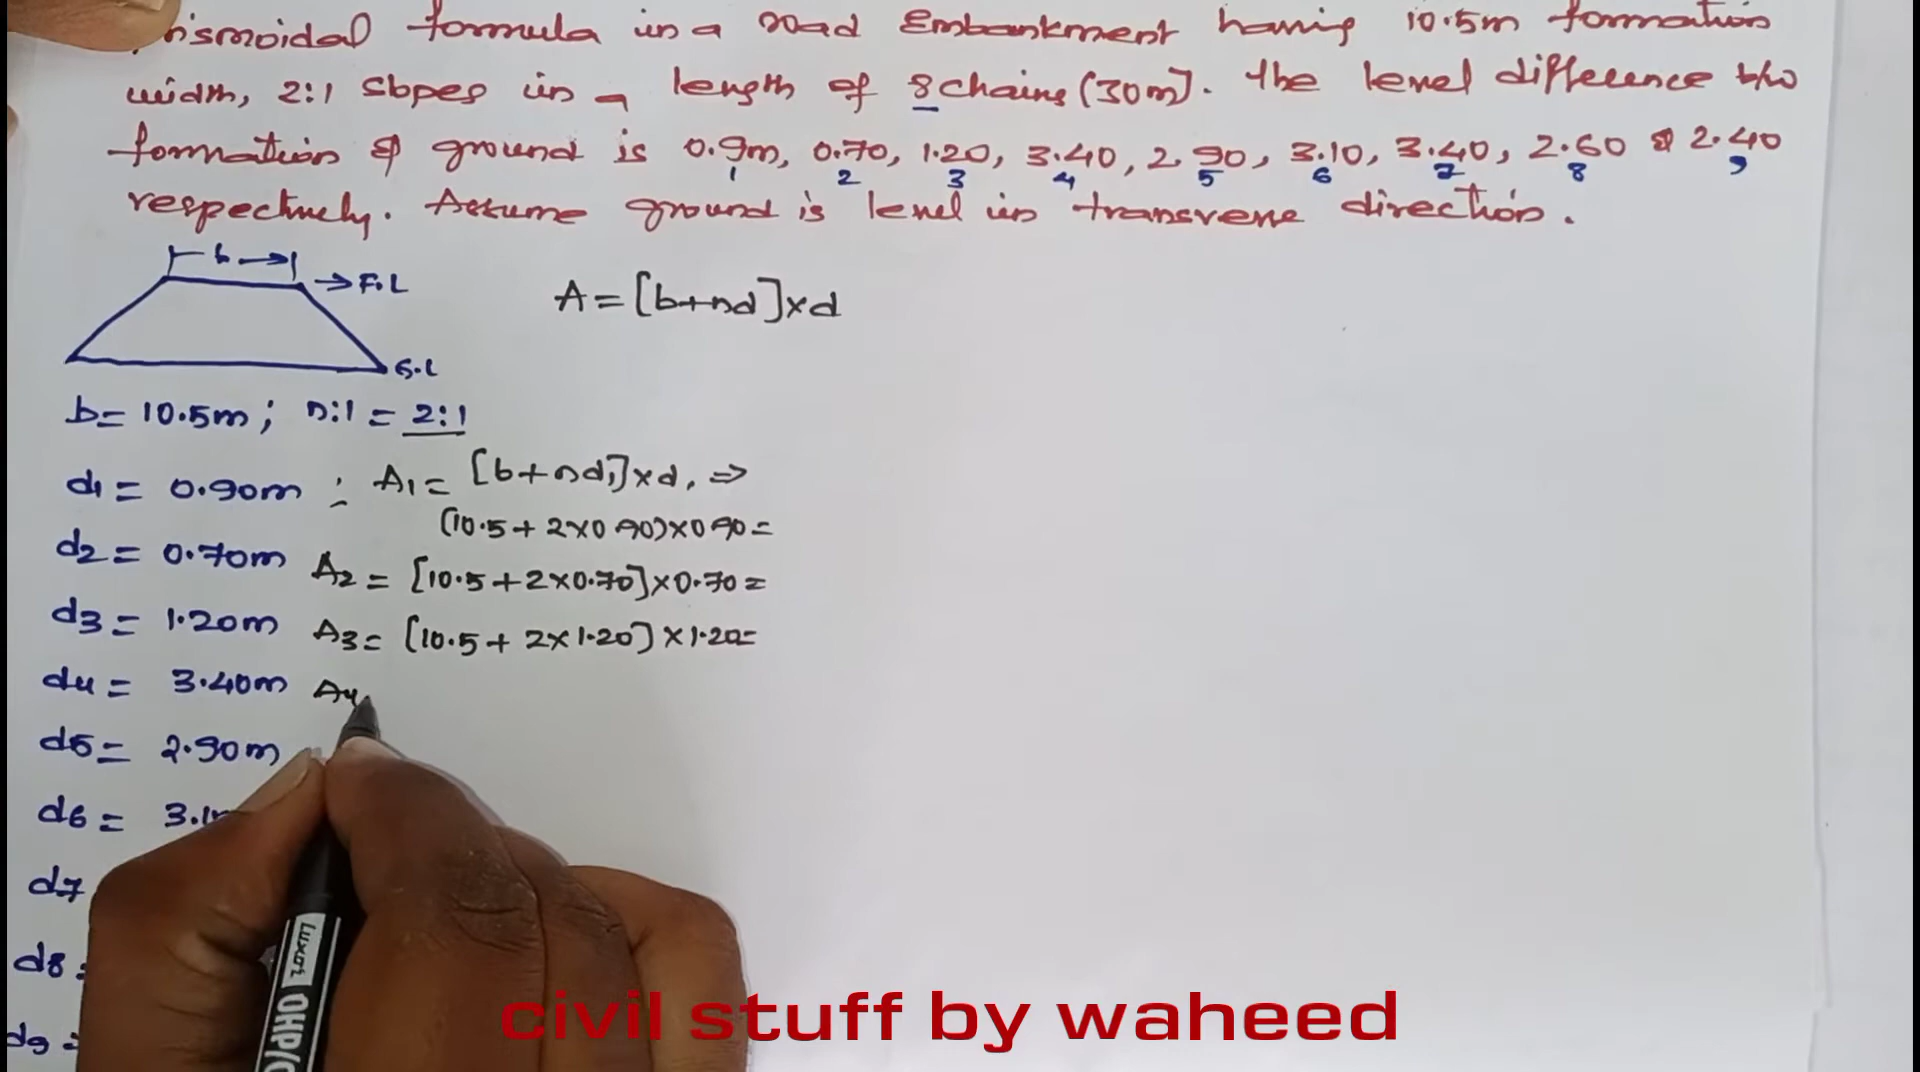 rismoidal formula in a road Embankment having 10.5m formation
width, 2:1 slopes in a length of 8 chains (30m). The level difference b/w
formation & ground is 0.9m, 0.70, 1.20, 3.40, 2.90, 3.10, 3.40, 2.60 & 2.40
1 2 3 4 5 6 7 8 9
respectively. Assume ground is level in transverse direction.
b
F.L
A = [b+nd]×d
G.L
b = 10.5m; n:1 = 2:1
d1 = 0.90m : A1 = [b+nd1]×d1 ⇒
(10.5 + 2×0.90)×0.90 =
d2 = 0.70m A2 = [10.5+2×0.70]×0.70 =
d3 = 1.20m A3 = [10.5+ 2×1.20]×1.20=
d4 = 3.40m A4
d5 = 2.90m
d6 = 3.1
d7
d8 =
d9 =
LUXOR OHP/
civil stuff by waheed